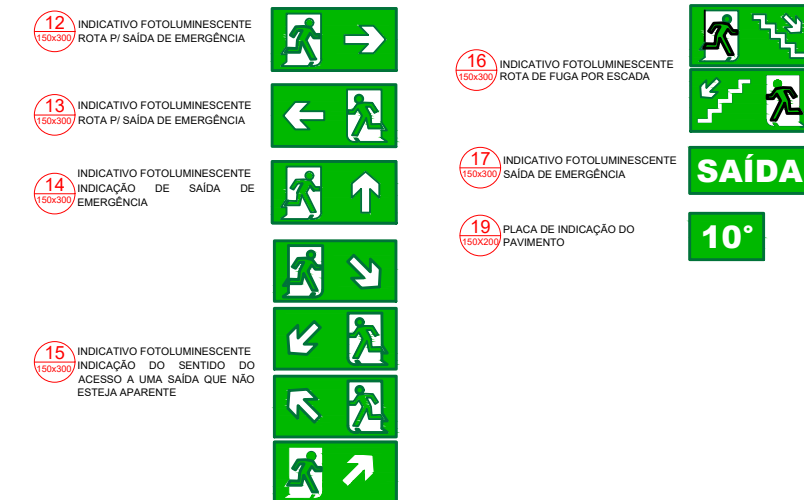 12
150x300
INDICATIVO FOTOLUMINESCENTE
ROTA P/ SAÍDA DE EMERGÊNCIA
13
150x300
INDICATIVO FOTOLUMINESCENTE
ROTA P/ SAÍDA DE EMERGÊNCIA
14
150x300
INDICATIVO FOTOLUMINESCENTE
INDICAÇÃO DE SAÍDA DE
EMERGÊNCIA
15
150x300
INDICATIVO FOTOLUMINESCENTE
INDICAÇÃO DO SENTIDO DO
ACESSO A UMA SAÍDA QUE NÃO
ESTEJA APARENTE
16
150x300
INDICATIVO FOTOLUMINESCENTE
ROTA DE FUGA POR ESCADA
17
150x300
INDICATIVO FOTOLUMINESCENTE
SAÍDA DE EMERGÊNCIA
SAÍDA
19
150X200
PLACA DE INDICAÇÃO DO
PAVIMENTO
10°